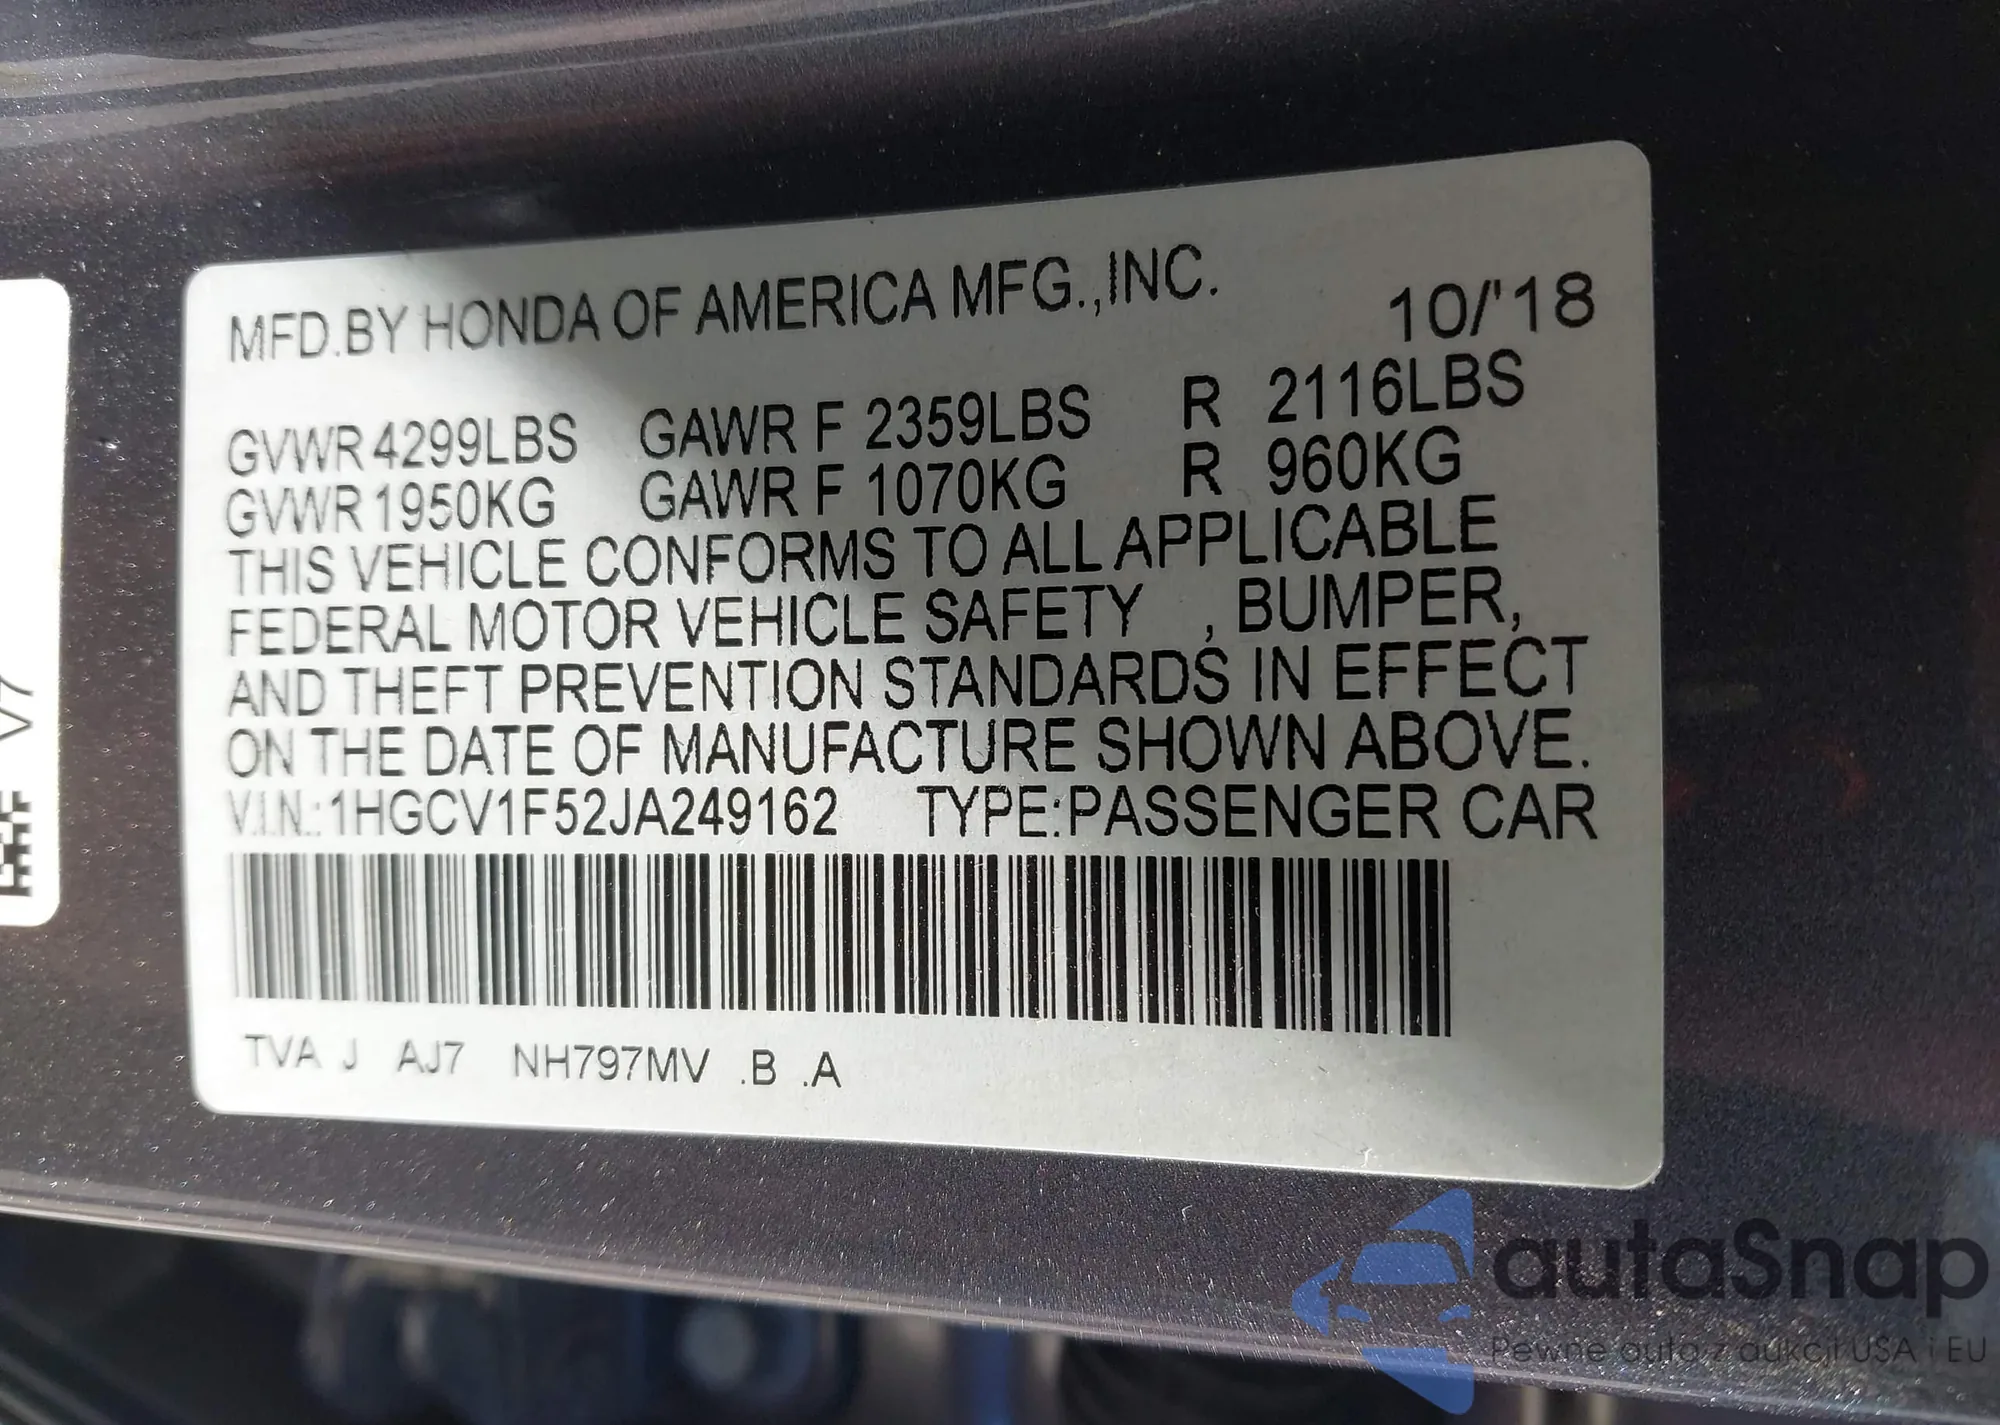 MFD.BY HONDA OF AMERICA MFG.,INC. 10/'18
GVWR 4299LBS GAWR F 2359LBS R 2116LBS
GVWR 1950KG GAWR F 1070KG R 960KG
THIS VEHICLE CONFORMS TO ALL APPLICABLE
FEDERAL MOTOR VEHICLE SAFETY , BUMPER,
AND THEFT PREVENTION STANDARDS IN EFFECT
ON THE DATE OF MANUFACTURE SHOWN ABOVE.
V.I.N.:1HGCV1F52JA249162 TYPE:PASSENGER CAR
TVA J AJ7 NH797MV .B .A
V7
autaSnap
Pewne auta z aukcji USA i EU